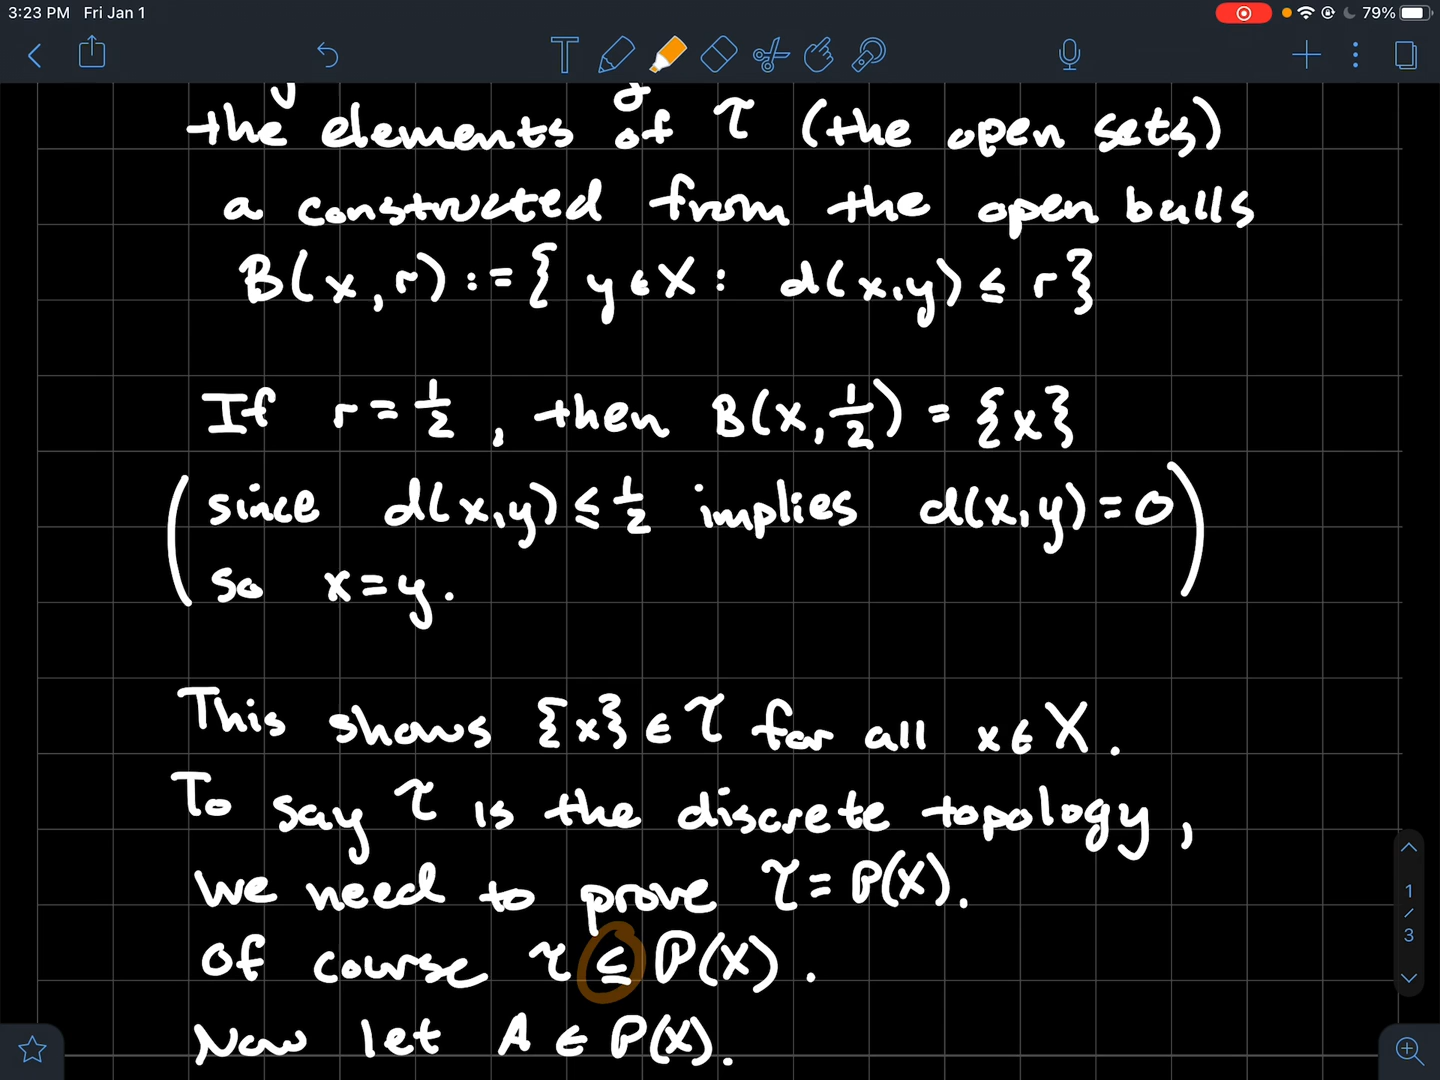 3:23 PM Fri Jan 1
79%
the elements of τ (the open sets)
a constructed from the open balls
B(x,r):={ y∈X: d(x,y) ≤ r}
If r=1/2, then B(x,1/2) = {x}
(since d(x,y) ≤ 1/2 implies d(x,y)=0)
so x=y.
This shows {x} ∈ τ for all x∈X.
To say τ is the discrete topology,
we need to prove τ = P(X).
Of course τ ⊆ P(X).
Now let A ∈ P(X).
1
/
3